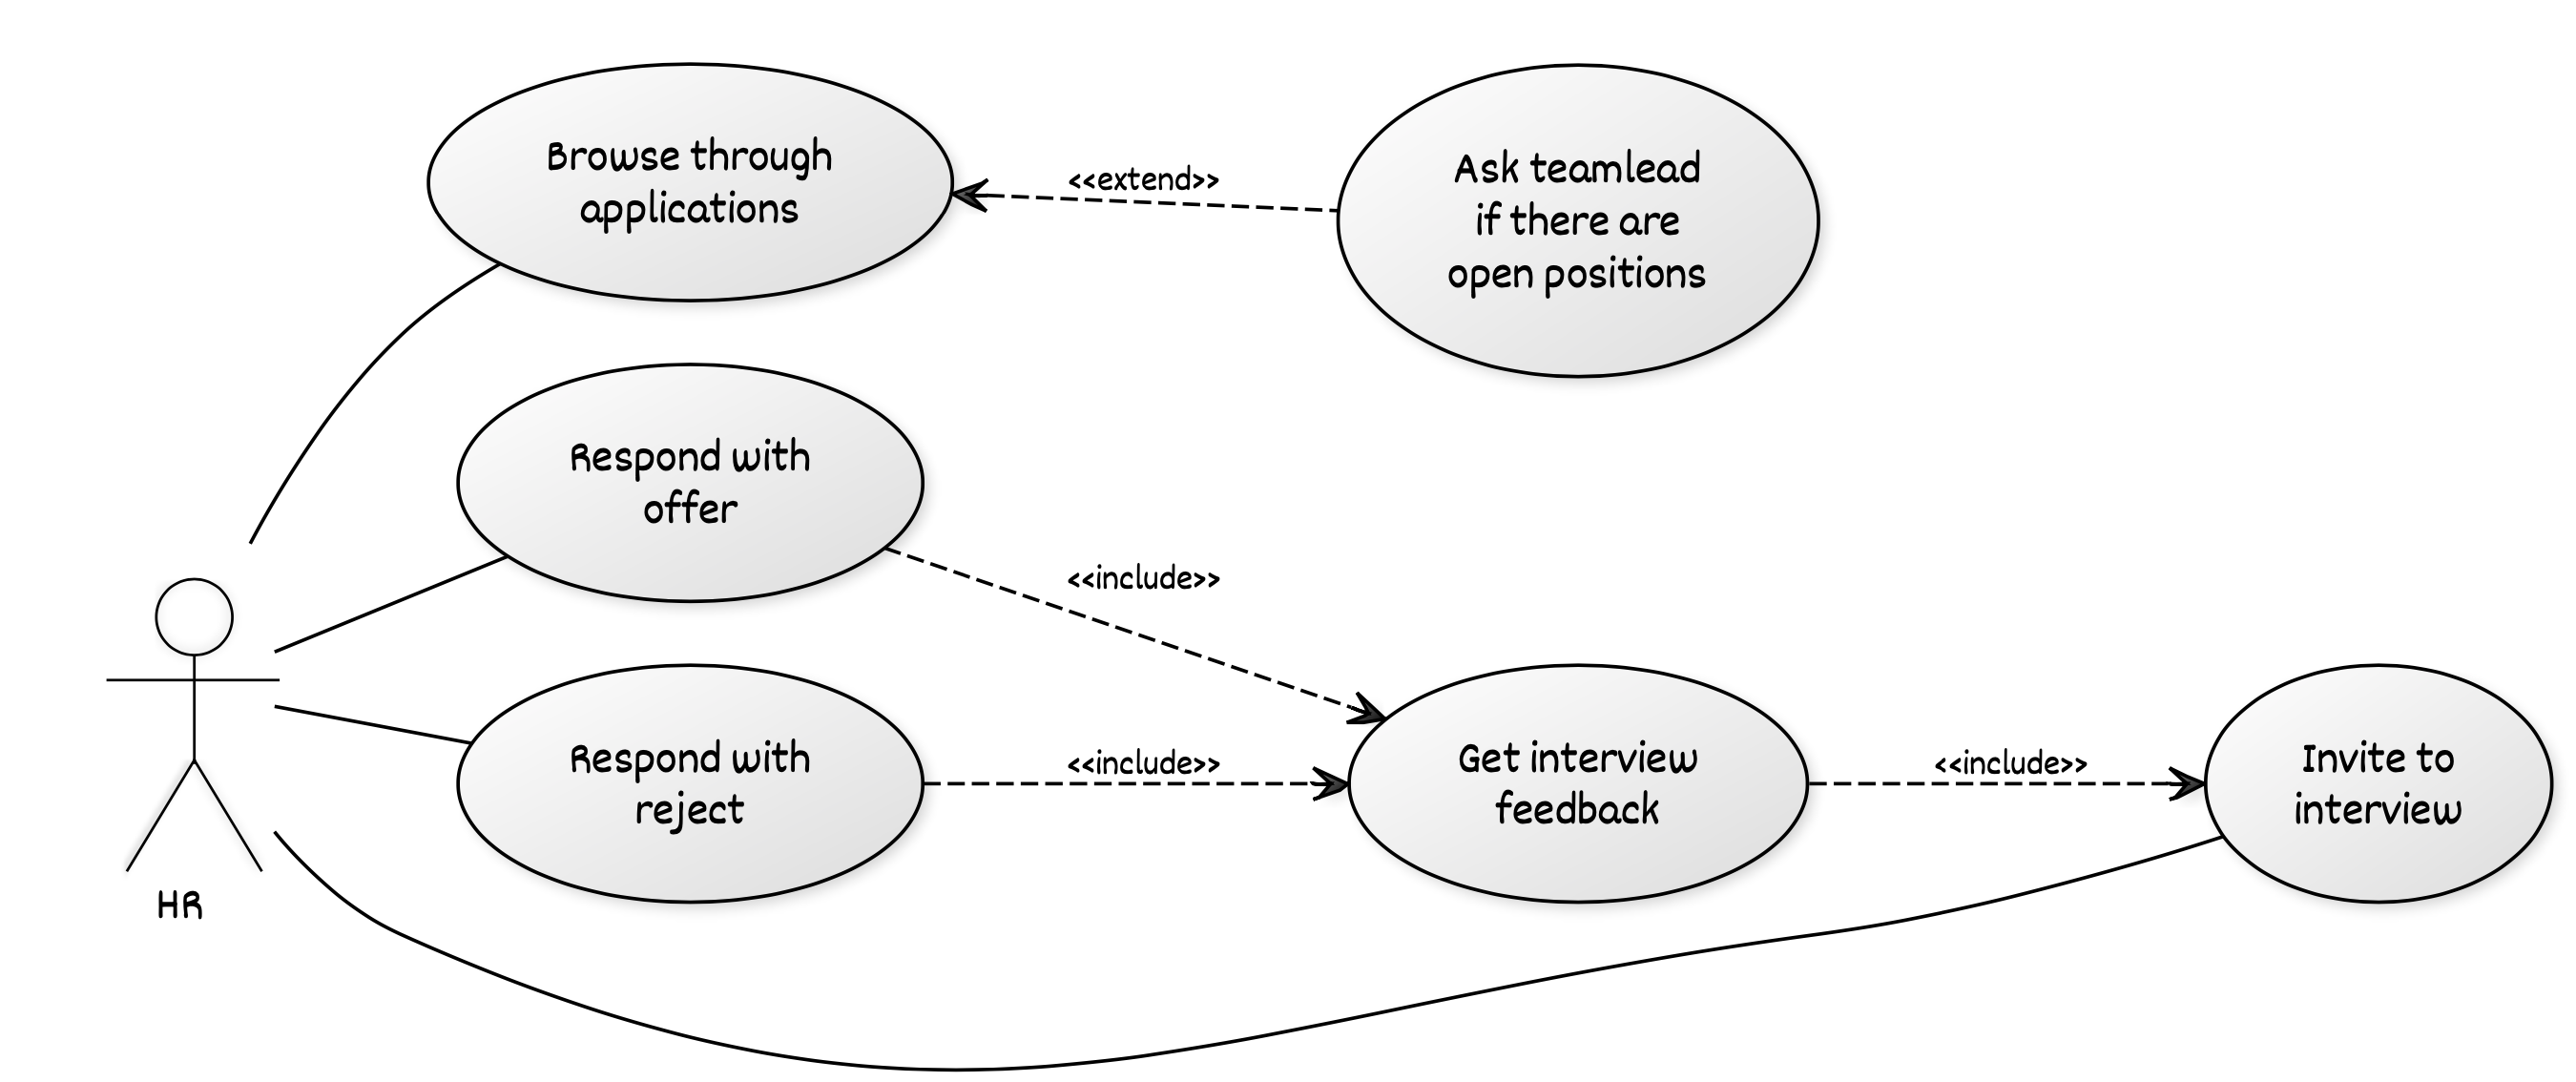 Browse through
applications
<<extend>>
Ask teamlead
if there are
open positions
Respond with
offer
<<include>>
Respond with
reject
<<include>>
Get interview
feedback
<<include>>
Invite to
interview
HR